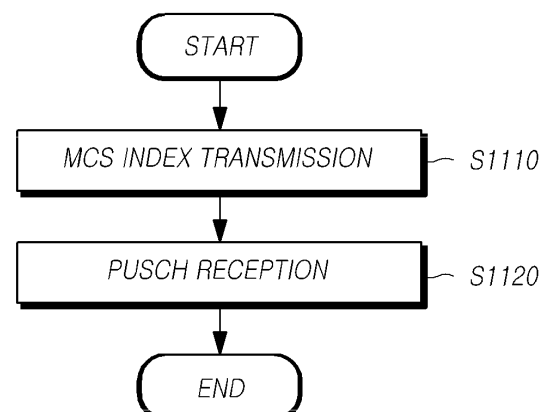 START
MCS INDEX TRANSMISSION
S1110
PUSCH RECEPTION
S1120
END